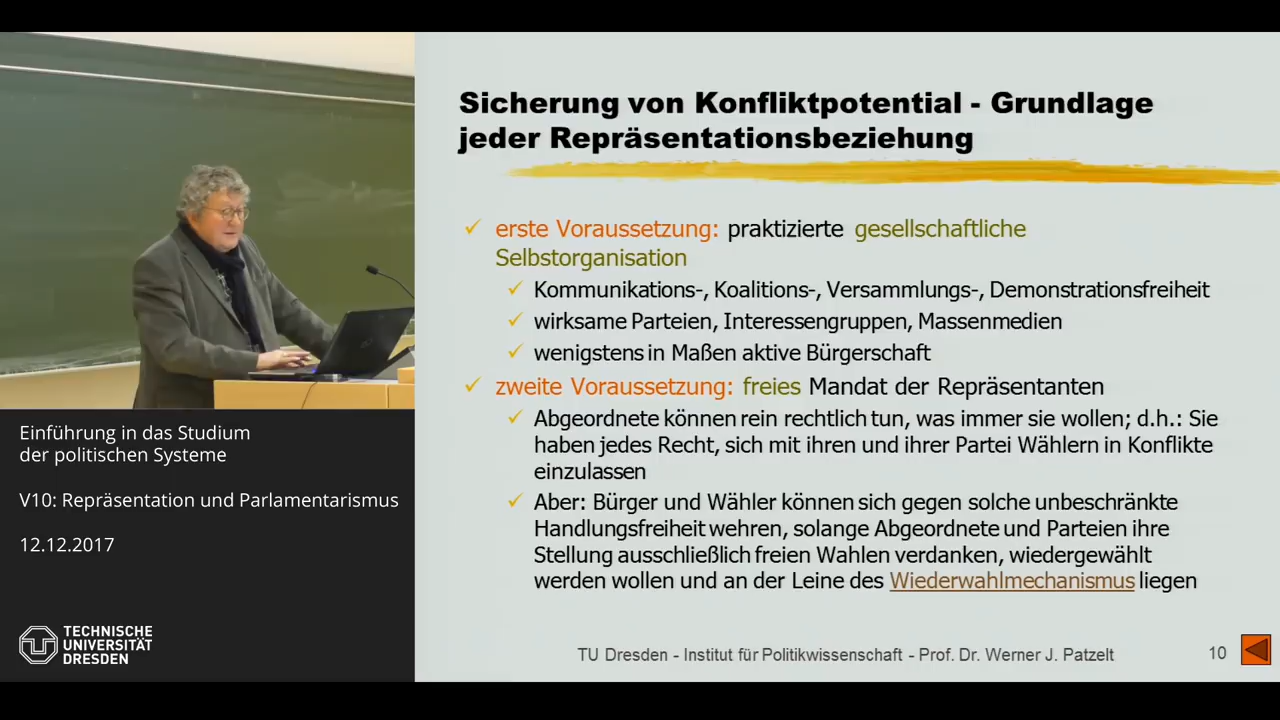 Sicherung von Konfliktpotential - Grundlage
jeder Repräsentationsbeziehung
erste Voraussetzung: praktizierte gesellschaftliche
Selbstorganisation
Kommunikations-, Koalitions-, Versammlungs-, Demonstrationsfreiheit
wirksame Parteien, Interessengruppen, Massenmedien
wenigstens in Maßen aktive Bürgerschaft
zweite Voraussetzung: freies Mandat der Repräsentanten
Abgeordnete können rein rechtlich tun, was immer sie wollen; d.h.: Sie
haben jedes Recht, sich mit ihren und ihrer Partei Wählern in Konflikte
einzulassen
Aber: Bürger und Wähler können sich gegen solche unbeschränkte
Handlungsfreiheit wehren, solange Abgeordnete und Parteien ihre
Stellung ausschließlich freien Wahlen verdanken, wiedergewählt
werden wollen und an der Leine des Wiederwahlmechanismus liegen
TU Dresden - Institut für Politikwissenschaft - Prof. Dr. Werner J. Patzelt
10
Einführung in das Studium
der politischen Systeme
V10: Repräsentation und Parlamentarismus
12.12.2017
TECHNISCHE
UNIVERSITÄT
DRESDEN